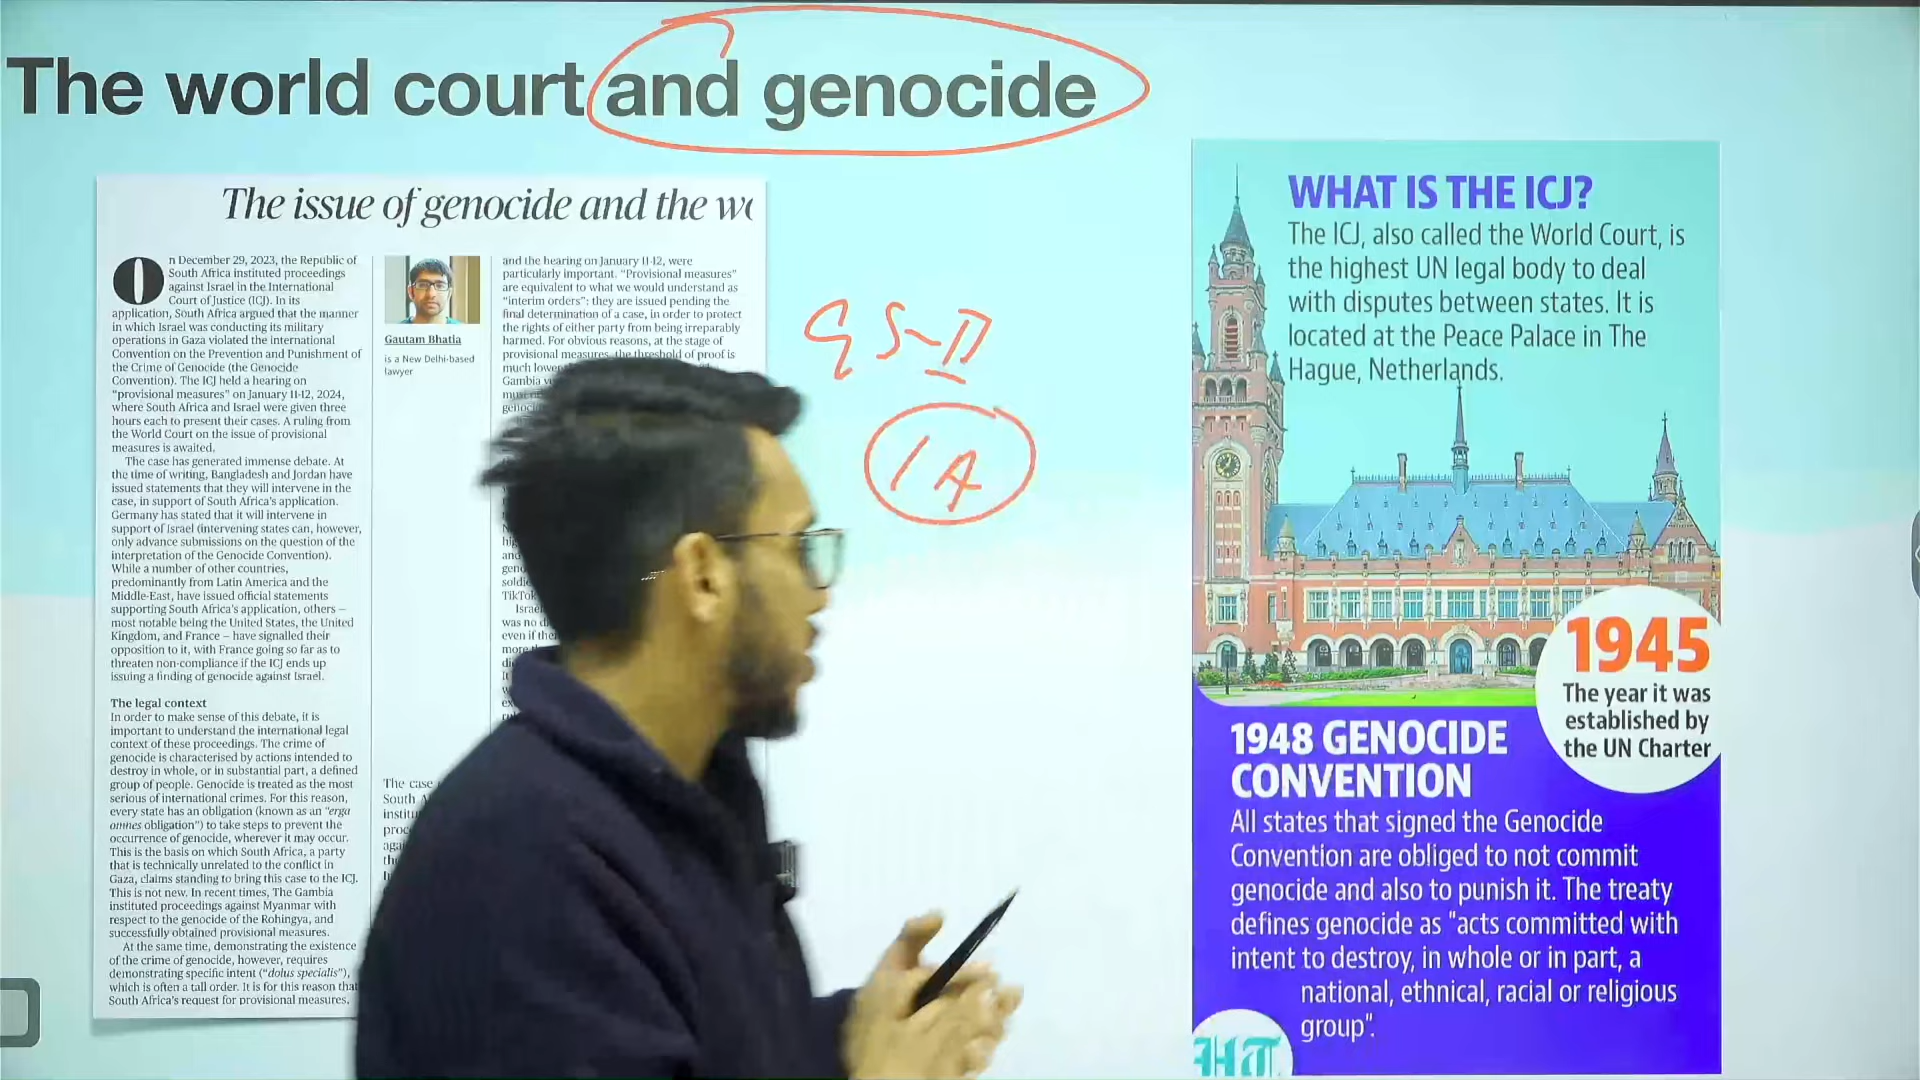 The world court and genocide
The issue of genocide and the
On December 29, 2023, the Republic of
South Africa instituted proceedings
against Israel in the International
Court of Justice (ICJ). In its
application, South Africa argued that the manner
in which Israel was conducting its military
operations in Gaza violated the International
Convention on the Prevention and Punishment of
the Crime of Genocide (the Genocide
Convention). The ICJ held a hearing on
"provisional measures" on January 11-12, 2024,
where South Africa and Israel were given three
hours each to present their cases. A ruling from
the World Court on the issue of provisional
measures is awaited.
The case has generated immense debate. At
the time of writing, Bangladesh and Jordan have
issued statements that they will intervene in the
case, in support of South Africa's application.
Germany has stated that it will intervene in
support of Israel (intervening states can, however,
only advance submissions on the question of the
interpretation of the Genocide Convention).
While a number of other countries,
predominantly from Latin America and the
Middle-East, have issued official statements
supporting South Africa's application, others —
most notable being the United States, the United
Kingdom, and France — have signalled their
opposition to it, with France going so far as to
threaten non-compliance if the ICJ ends up
issuing a finding of genocide against Israel.
The legal context
In order to make sense of this debate, it is
important to understand the international legal
context of these proceedings. The crime of
genocide is characterised by actions intended to
destroy in whole, or in substantial part, a defined
group of people. Genocide is treated as the most
serious of international crimes. For this reason,
every state has an obligation (known as an "erga
omnes obligation") to take steps to prevent the
occurrence of genocide, wherever it may occur.
This is the basis on which South Africa, a party
that is technically unrelated to the conflict in
Gaza, claims standing to bring this case to the ICJ.
This is not new. In recent times, The Gambia
instituted proceedings against Myanmar with
respect to the genocide of the Rohingya, and
successfully obtained provisional measures.
At the same time, demonstrating the existence
of the crime of genocide, however, requires
demonstrating specific intent ("dolus specialis"),
which is often a tall order. It is for this reason that
South Africa's request for provisional measures,
Gautam Bhatia
is a New Delhi-based
lawyer
The case
South
and the hearing on January 11-12, were
particularly important. "Provisional measures"
are equivalent to what we would understand as
"interim orders": they are issued pending the
final determination of a case, in order to protect
the rights of either party from being irreparably
harmed. For obvious reasons, at the stage of
provisional measures, the threshold of proof is
much
Gambia
TikTok
was no
even if
GS-II
IA
WHAT IS THE ICJ?
The ICJ, also called the World Court, is
the highest UN legal body to deal
with disputes between states. It is
located at the Peace Palace in The
Hague, Netherlands.
1945
The year it was
established by
the UN Charter
1948 GENOCIDE
CONVENTION
All states that signed the Genocide
Convention are obliged to not commit
genocide and also to punish it. The treaty
defines genocide as "acts committed with
intent to destroy, in whole or in part, a
national, ethnical, racial or religious
group".
HT